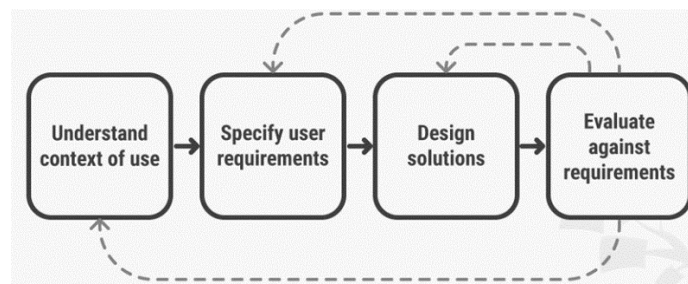 Understand
context of use
Specify user
requirements
Design
solutions
Evaluate
against
requirements